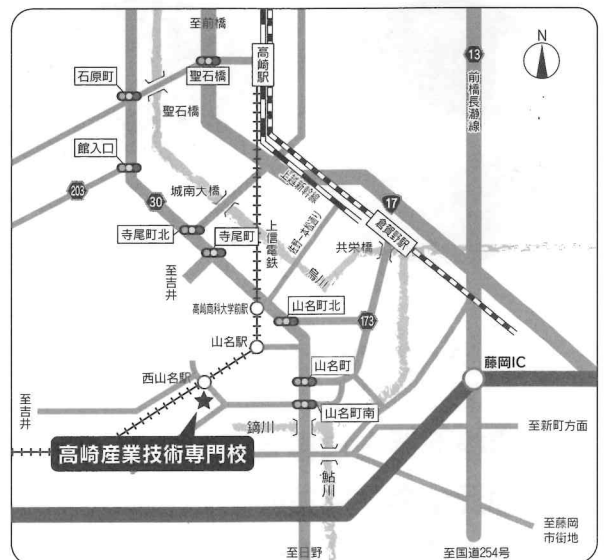 至前橋
高崎駅
13
前橋長瀞線
N
石原町
聖石橋
聖石橋
館入口
203
30
城南大橋
上越新幹線
17
倉賀野駅
寺尾町北
寺尾町
上信電鉄
共栄橋
烏川
至吉井
高崎商科大学前駅
山名町北
173
山名駅
西山名駅
山名町
藤岡IC
至吉井
山名町南
鏑川
至新町方面
高崎産業技術専門校
鮎川
至藤岡
市街地
至日野
至国道254号